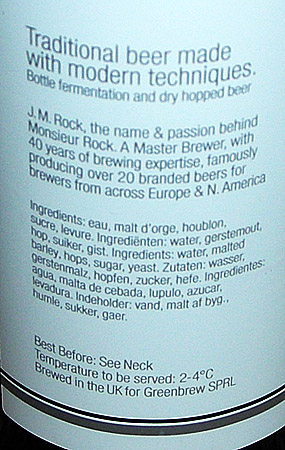 Traditional beer made
with modern techniques.
Bottle fermentation and dry hopped beer
J.M. Rock, the name & passion behind
Monsieur Rock. A Master Brewer, with
40 years of brewing expertise, famously
producing over 20 branded beers for
brewers from across Europe & N. America
Ingredients: eau, malt d'orge, houblon,
sucre, levure. Ingrediënten: water, gerstemout,
hop, suiker, gist. Ingredients: water, malted
barley, hops, sugar, yeast. Zutaten: wasser,
gerstenmalz, hopfen, zucker, hefe. Ingredientes:
agua, malta de cebada, lupulo, azucar,
levadura. Indeholder: vand, malt af byg.,
humle, sukker, gaer.
Best Before: See Neck
Temperature to be served: 2-4°C
Brewed in the UK for Greenbrew SPRL